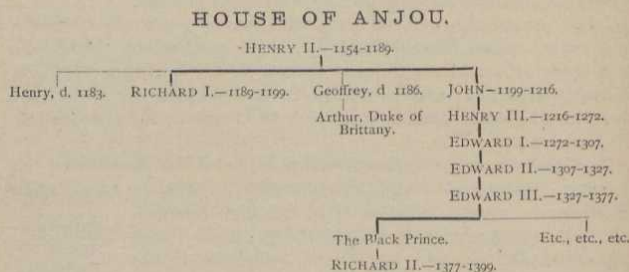 HOUSE OF ANJOU.
HENRY II.—1154-1189.
Henry, d. 1183. RICHARD I.—1189-1199. Geoffrey, d 1186. JOHN—1199-1216.
Arthur, Duke of HENRY III.—1216-1272.
Brittany.
EDWARD I.—1272-1307.
EDWARD II.—1307-1327.
EDWARD III.—1327-1377.
The Black Prince. Etc., etc., etc.
RICHARD II.—1377-1399.